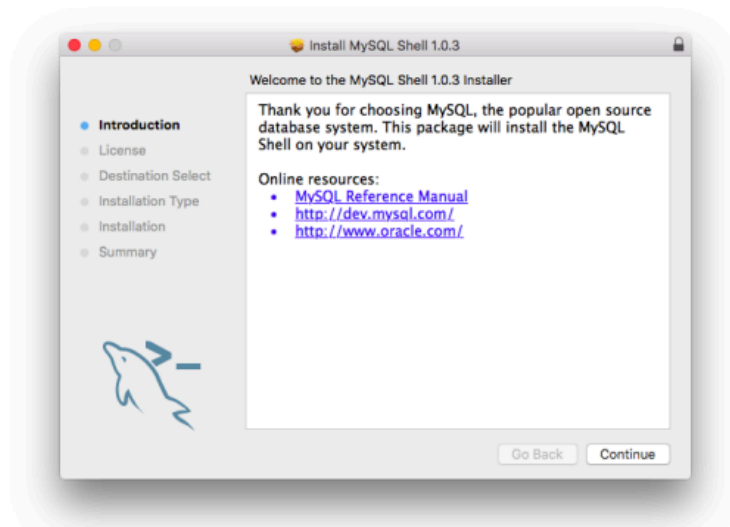 Install MySQL Shell 1.0.3
Welcome to the MySQL Shell 1.0.3 Installer
Introduction
License
Destination Select
Installation Type
Installation
Summary
Thank you for choosing MySQL, the popular open source
database system. This package will install the MySQL
Shell on your system.
Online resources:
• MySQL Reference Manual
• http://dev.mysql.com/
• http://www.oracle.com/
Go Back
Continue